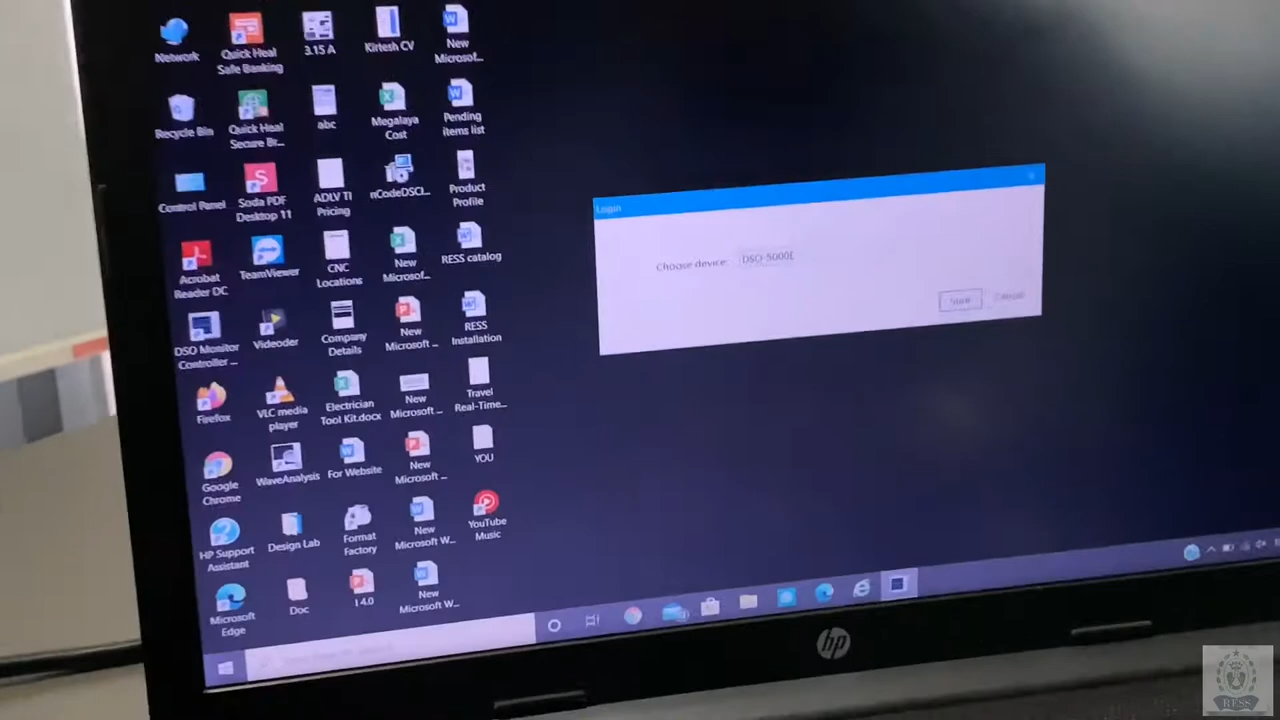 Network
Quick Heal
Safe Banking
3.15 A
Kirtesh CV
New
Microsof...
Recycle Bin
Quick Heal
Secure Br...
abc
Megalaya
Cost
Pending
items list
Control Panel
Soda PDF
Desktop 11
ADLV TI
Pricing
nCodeDSCI...
Product
Profile
Acrobat
Reader DC
TeamViewer
CNC
Locations
New
Microsof...
RESS catalog
DSO Monitor
Controller ...
Videoder
Company
Details
New
Microsoft ...
RESS
Installation
Firefox
VLC media
player
Electrician
Tool Kit.docx
New
Microsoft ...
Travel
Real-Time...
Google
Chrome
WaveAnalysis
For Website
New
Microsoft ...
YOU
HP Support
Assistant
Design Lab
Format
Factory
New
Microsoft W...
YouTube
Music
Microsoft
Edge
Doc
I 4.0
New
Microsoft W...
Login
Choose device:
DSO-5000E
Cancel
hp
RESS